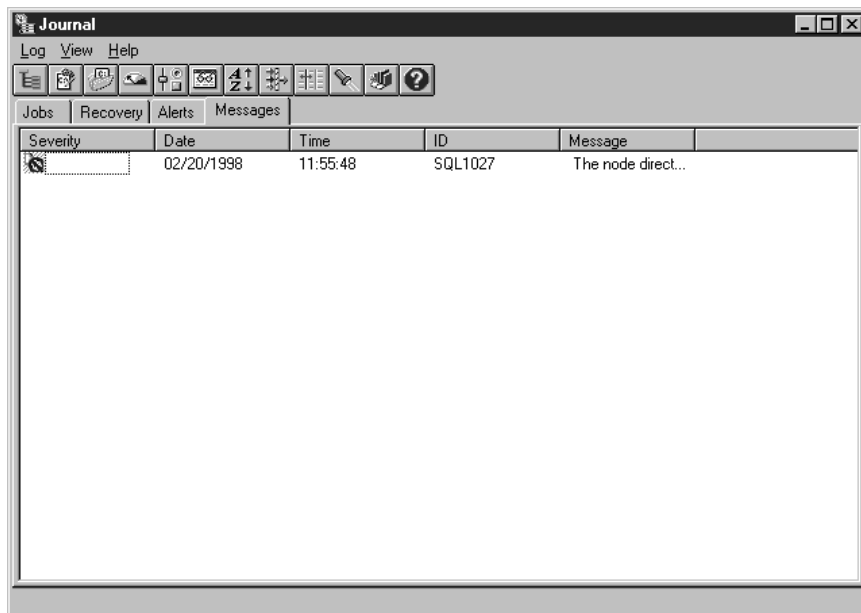 Journal
Log View Help
Jobs Recovery Alerts Messages
Severity Date Time ID Message
02/20/1998 11:55:48 SQL1027 The node direct...